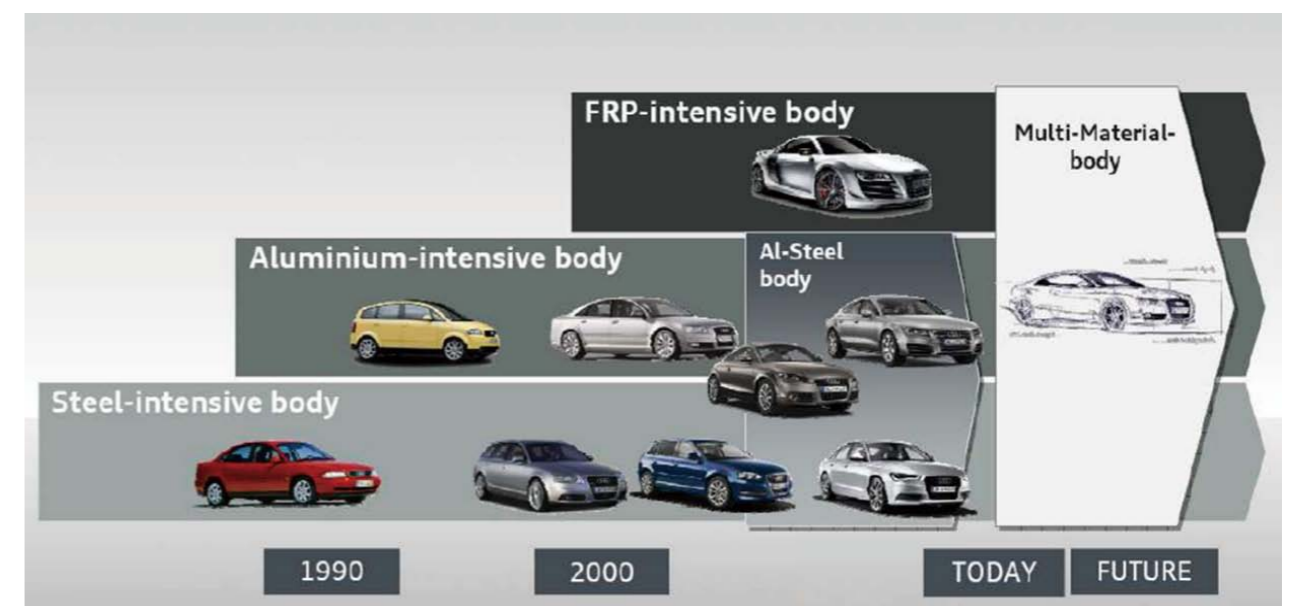 FRP-intensive body
Multi-Material-
body
Aluminium-intensive body
Al-Steel
body
Steel-intensive body
1990
2000
TODAY
FUTURE